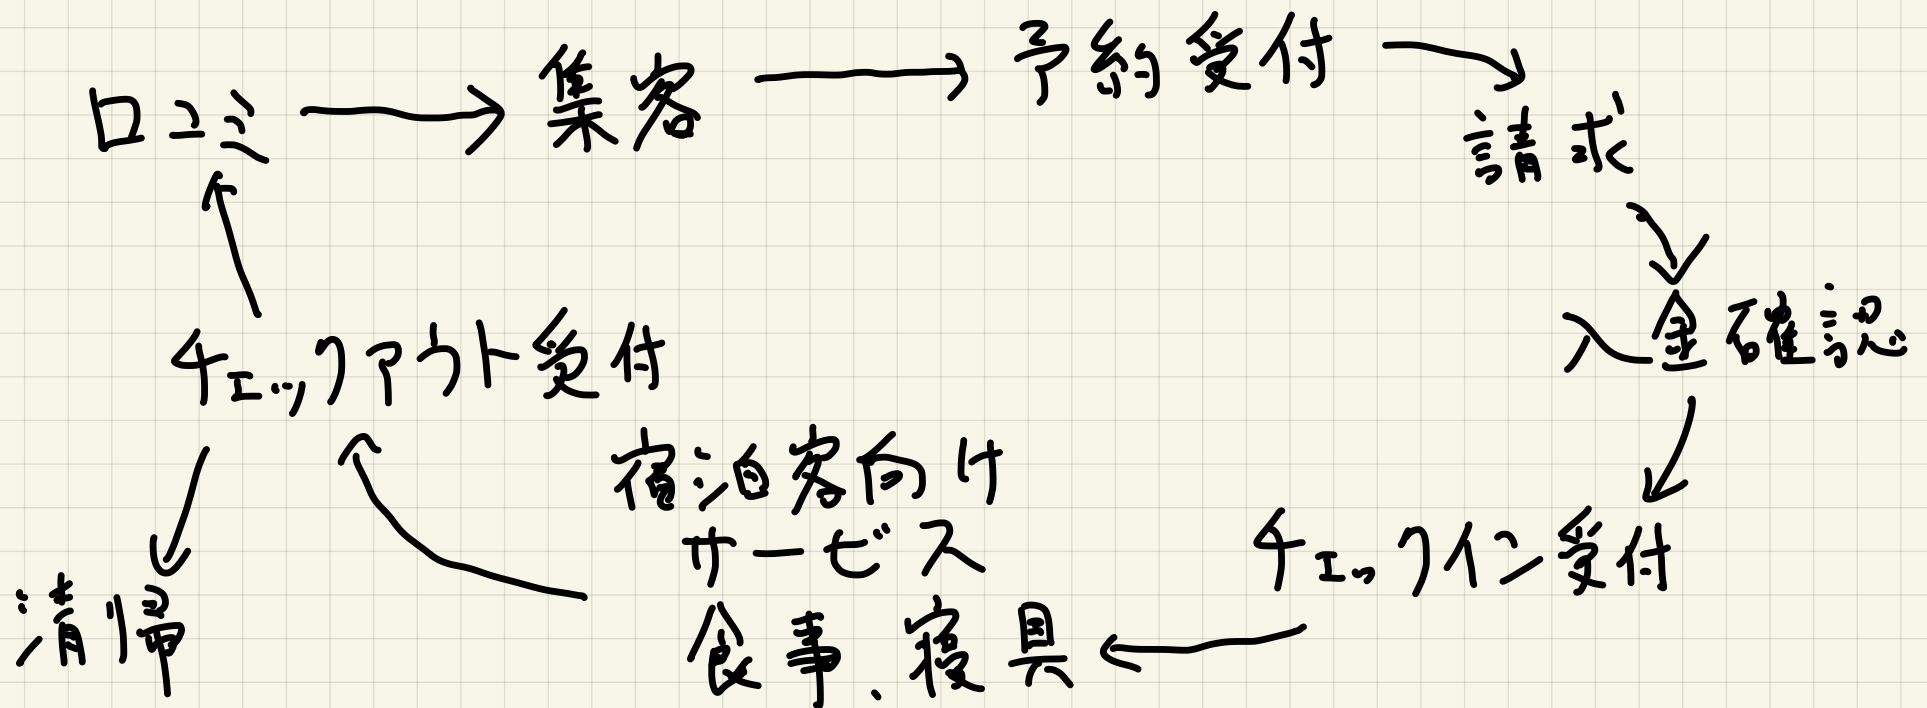 口コミ
集客
予約受付
請求
入金確認
チェックイン受付
宿泊客向け
サービス
食事、寝具
チェックアウト受付
清帰